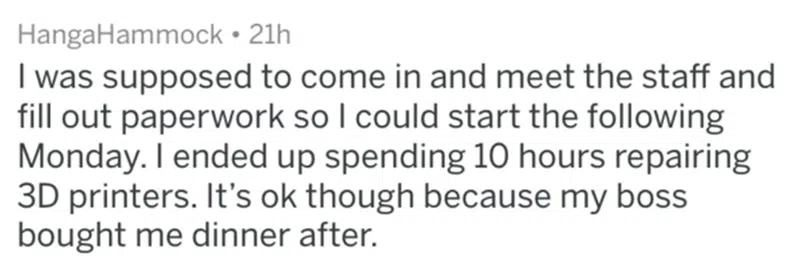 HangaHammock • 21h
I was supposed to come in and meet the staff and
fill out paperwork so I could start the following
Monday. I ended up spending 10 hours repairing
3D printers. It's ok though because my boss
bought me dinner after.